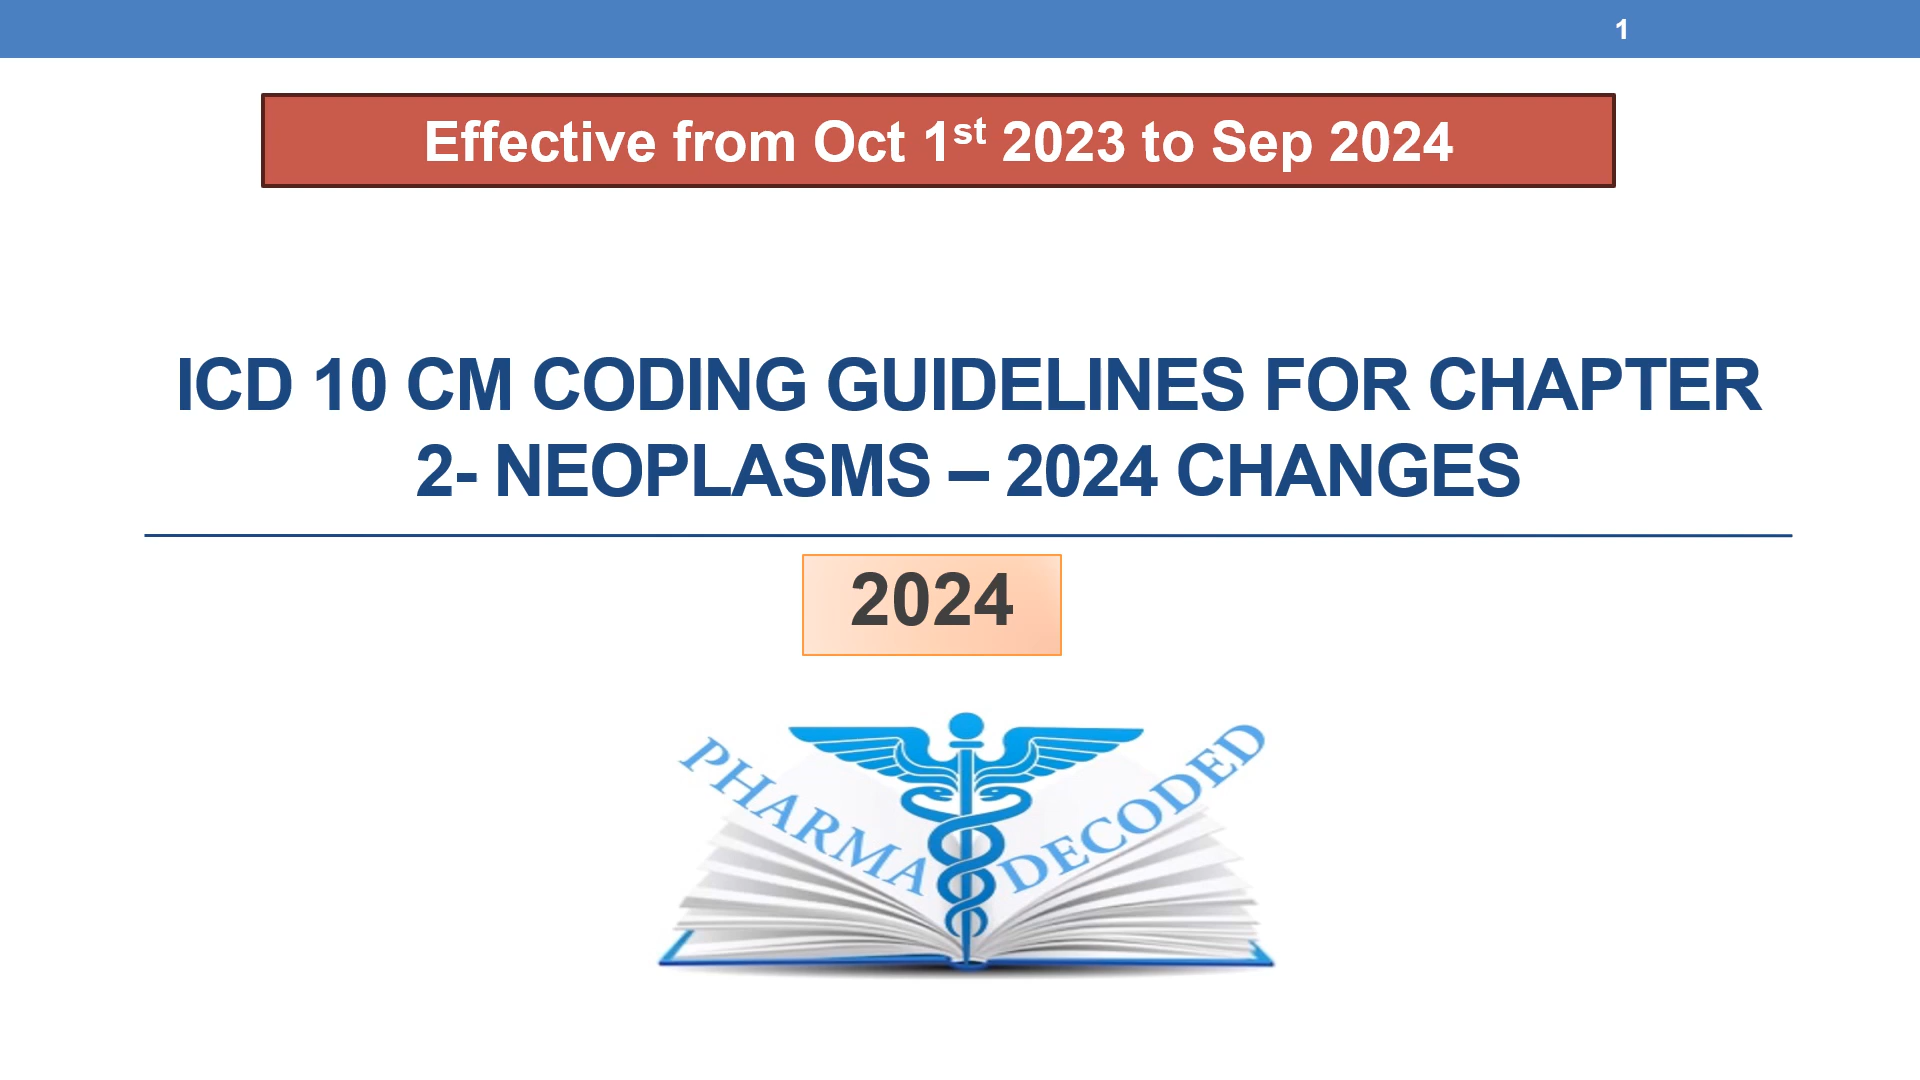 1
Effective from Oct 1st 2023 to Sep 2024
ICD 10 CM CODING GUIDELINES FOR CHAPTER
2- NEOPLASMS – 2024 CHANGES
2024
PHARMA DECODED